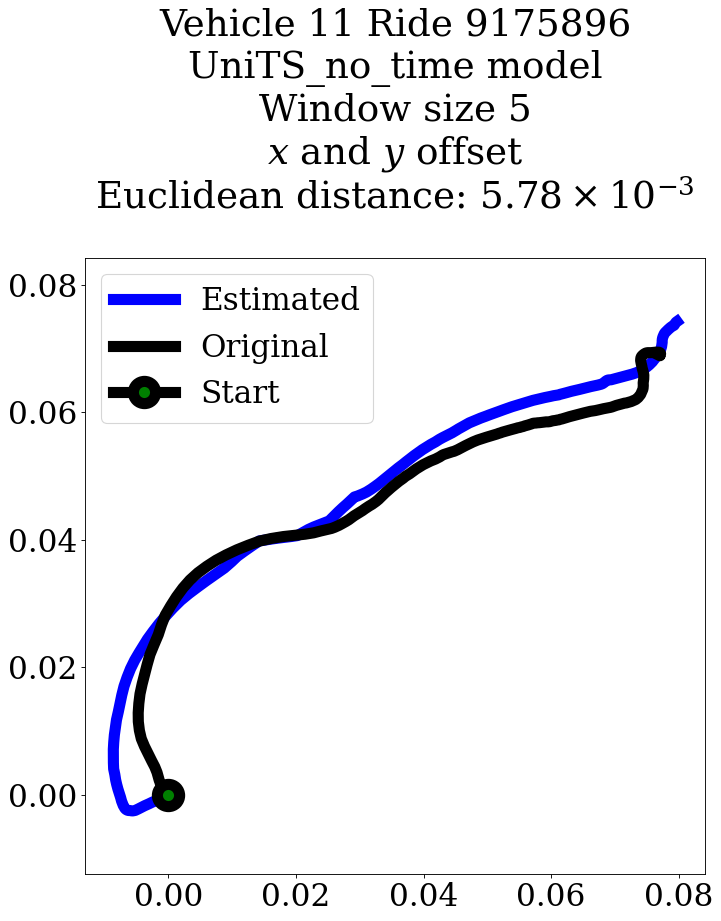 Vehicle 11 Ride 9175896
UniTS_no_time model
Window size 5
x and y offset
Euclidean distance: 5.78 × 10⁻³
0.08
0.06
0.04
0.02
0.00
Estimated
Original
Start
0.00 0.02 0.04 0.06 0.08